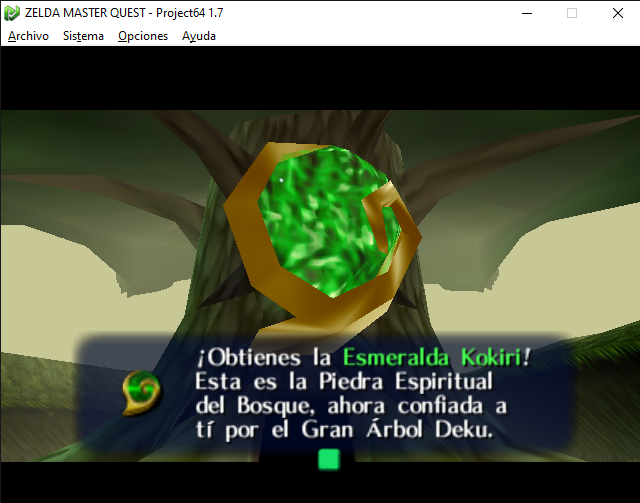 ZELDA MASTER QUEST - Project64 1.7
Archivo Sistema Opciones Ayuda
¡Obtienes la Esmeralda Kokiri!
Esta es la Piedra Espiritual
del Bosque, ahora confiada a
tí por el Gran Árbol Deku.